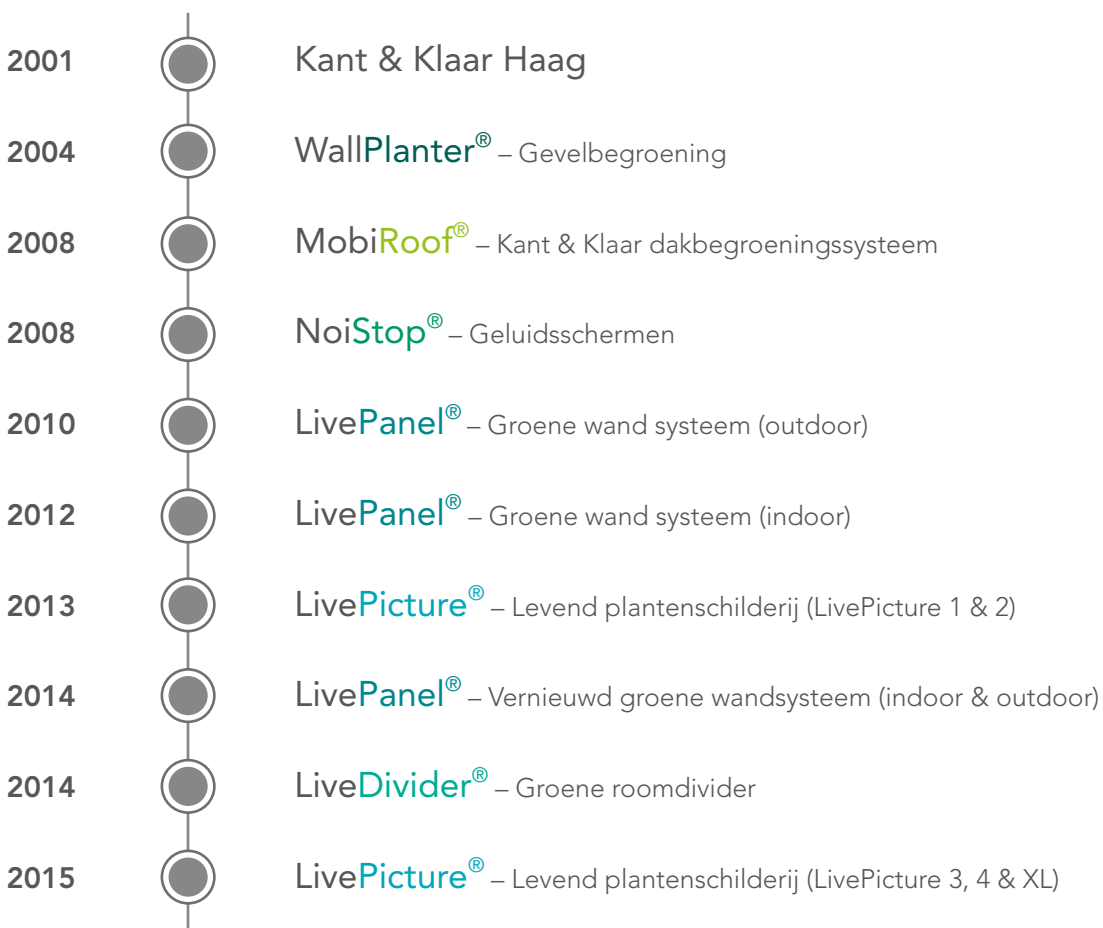 2001 Kant & Klaar Haag
2004 WallPlanter® – Gevelbegroening
2008 MobiRoof® – Kant & Klaar dakbegroeningssysteem
2008 NoiStop® – Geluidsschermen
2010 LivePanel® – Groene wand systeem (outdoor)
2012 LivePanel® – Groene wand systeem (indoor)
2013 LivePicture® – Levend plantenschilderij (LivePicture 1 & 2)
2014 LivePanel® – Vernieuwd groene wandsysteem (indoor & outdoor)
2014 LiveDivider® – Groene roomdivider
2015 LivePicture® – Levend plantenschilderij (LivePicture 3, 4 & XL)